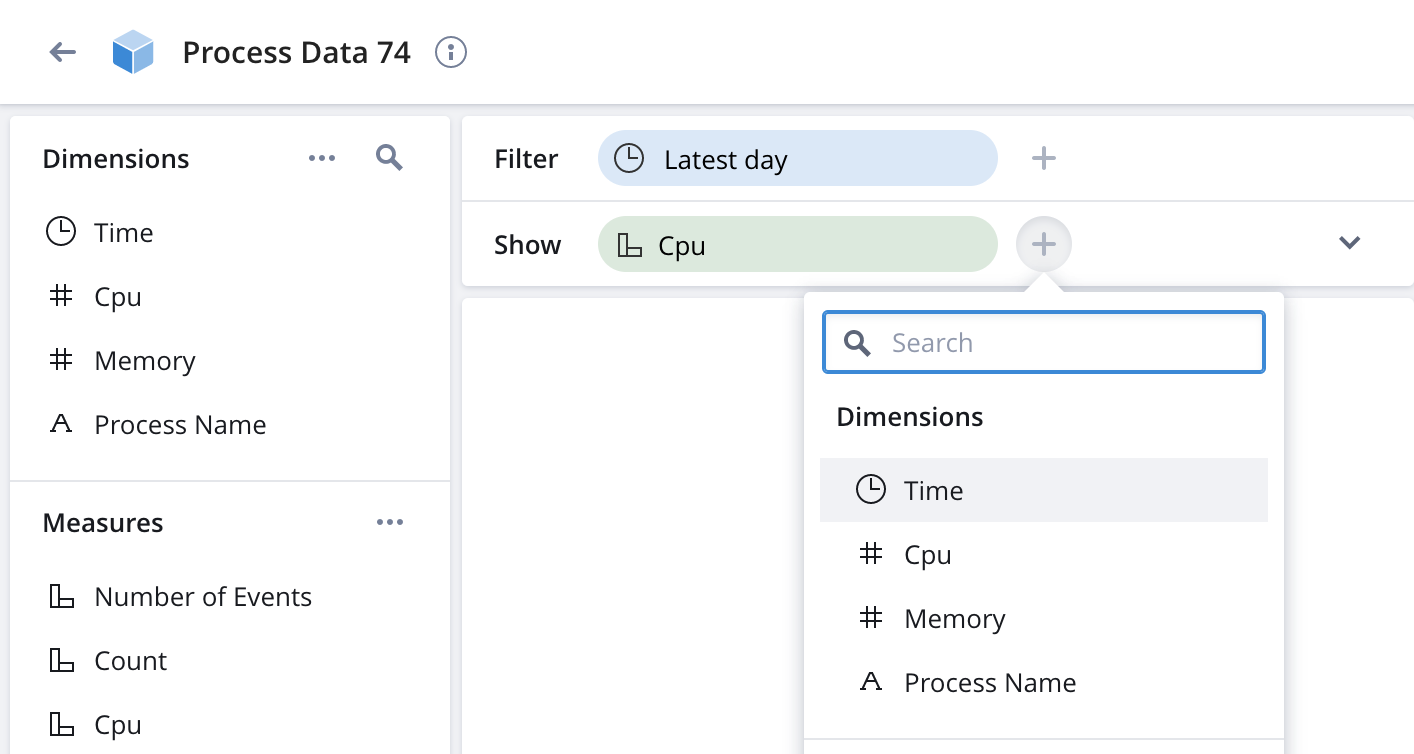 Process Data 74
Dimensions
Time
Cpu
Memory
Process Name
Measures
Number of Events
Count
Cpu
Filter
Latest day
Show
Cpu
Search
Dimensions
Time
Cpu
Memory
Process Name